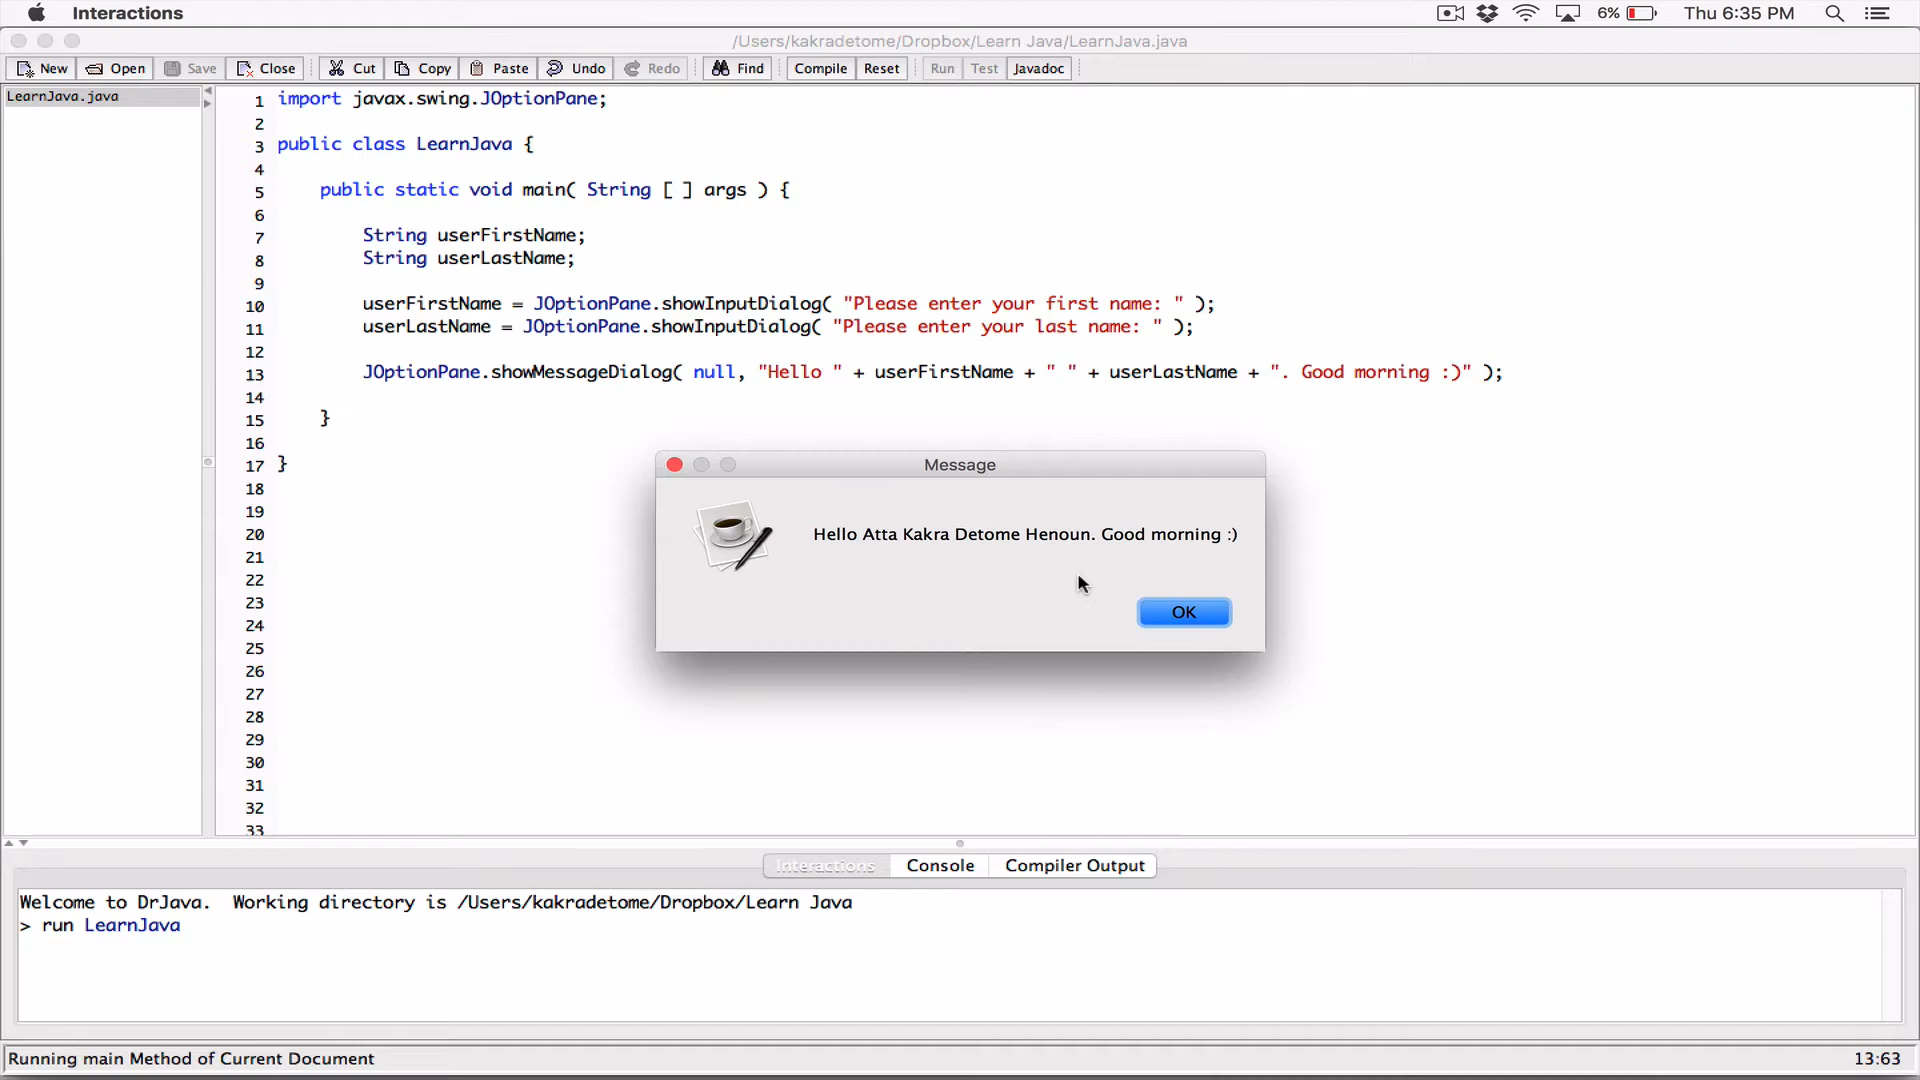 Interactions
6%
Thu 6:35 PM
/Users/kakradetome/Dropbox/Learn Java/LearnJava.java
New Open Save Close Cut Copy Paste Undo Redo Find Compile Reset Run Test Javadoc
LearnJava.java
1 import javax.swing.JOptionPane;
2
3 public class LearnJava {
4
5 public static void main( String [ ] args ) {
6
7 String userFirstName;
8 String userLastName;
9
10 userFirstName = JOptionPane.showInputDialog( "Please enter your first name: " );
11 userLastName = JOptionPane.showInputDialog( "Please enter your last name: " );
12
13 JOptionPane.showMessageDialog( null, "Hello " + userFirstName + " " + userLastName + ". Good morning :)" );
14
15 }
16
17 }
18
19
20
21
22
23
24
25
26
27
28
29
30
31
32
33
Message
Hello Atta Kakra Detome Henoun. Good morning :)
OK
Interactions Console Compiler Output
Welcome to DrJava.  Working directory is /Users/kakradetome/Dropbox/Learn Java
> run LearnJava
Running main Method of Current Document
13:63